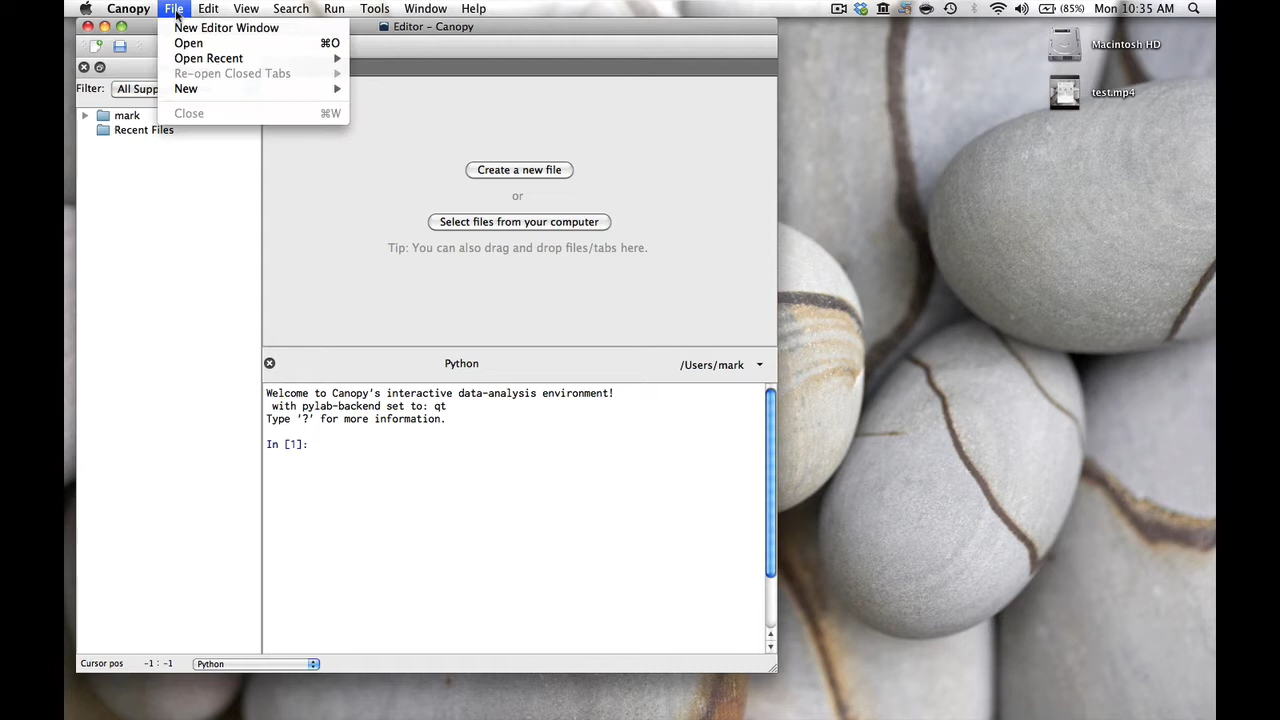 Canopy File Edit View Search Run Tools Window Help (85%) Mon 10:35 AM
Editor - Canopy
New Editor Window
Open ⌘O
Open Recent
Re-open Closed Tabs
New
Close ⌘W
Filter: All Supp
mark
Recent Files
Create a new file
or
Select files from your computer
Tip: You can also drag and drop files/tabs here.
Python /Users/mark
Welcome to Canopy's interactive data-analysis environment!
with pylab-backend set to: qt
Type '?' for more information.
In [1]:
Cursor pos -1 : -1 Python
Macintosh HD
test.mp4